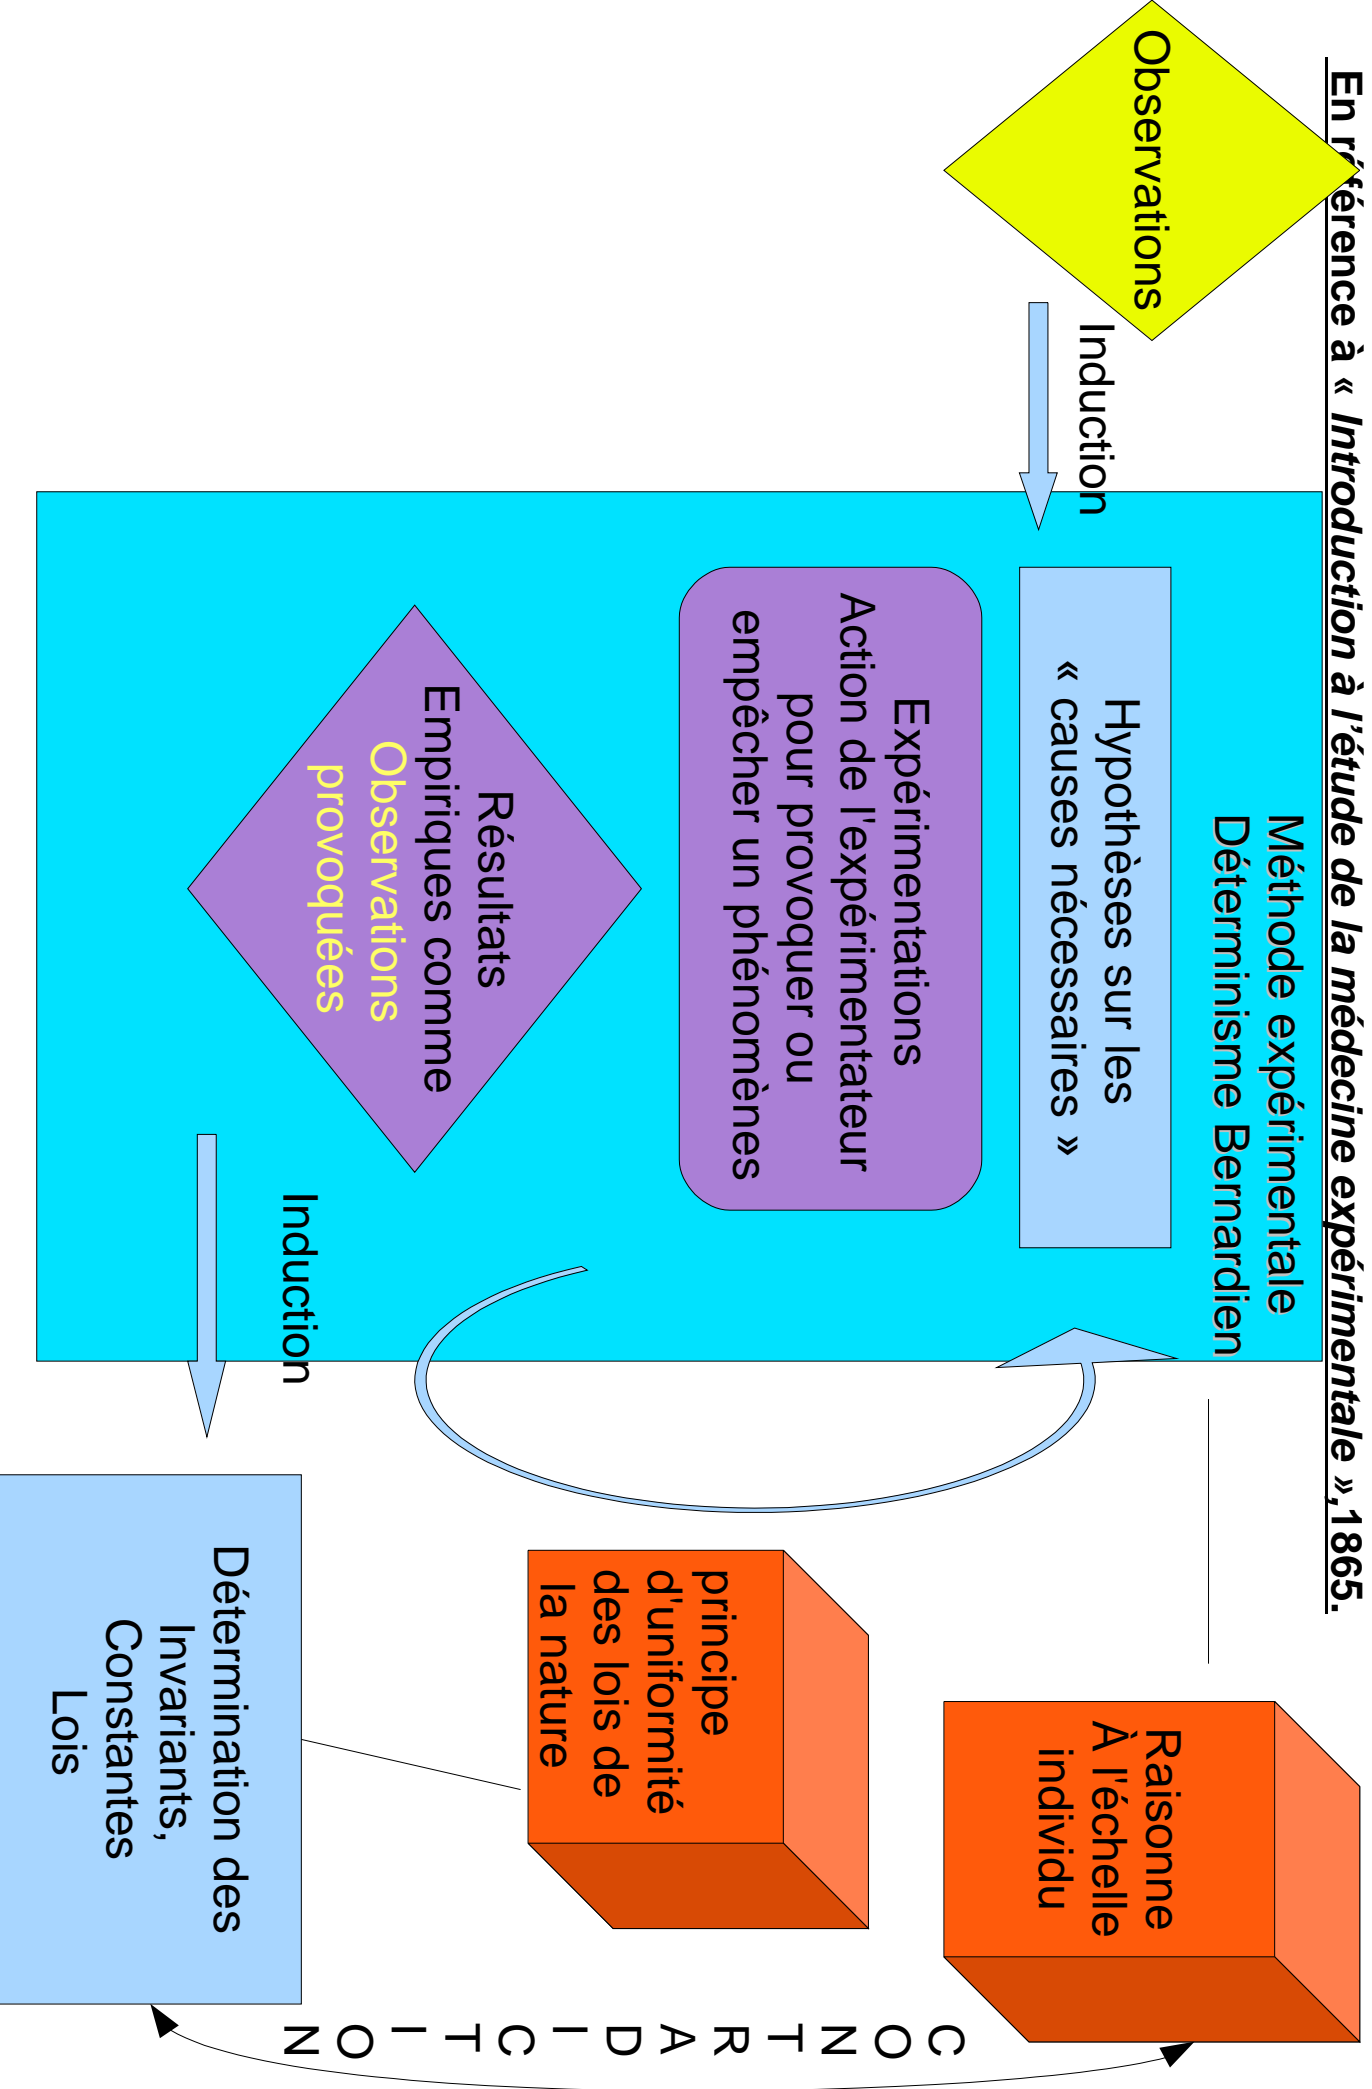 En référence à « Introduction à l'étude de la médecine expérimentale »,1865.
Observations
Induction
Méthode expérimentale
Déterminisme Bernardien
Hypothèses sur les
« causes nécessaires »
Expérimentations
Action de l'expérimentateur
pour provoquer ou
empêcher un phénomènes
Résultats
Empiriques comme
Observations
provoquées
Induction
Raisonne
À l'échelle
individu
principe
d'uniformité
des lois de
la nature
Détermination des
Invariants,
Constantes
Lois
CONTRADICTION